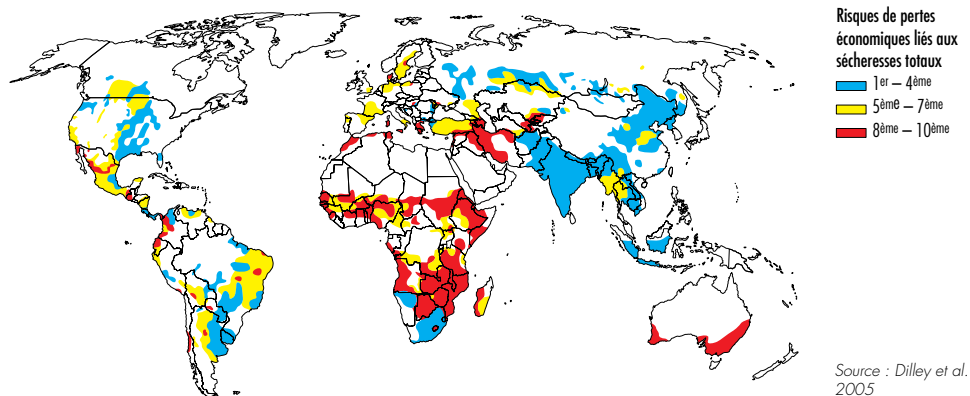 Risques de pertes
économiques liés aux
sécheresses totaux
1er – 4ème
5ème – 7ème
8ème – 10ème
Source : Dilley et al.
2005